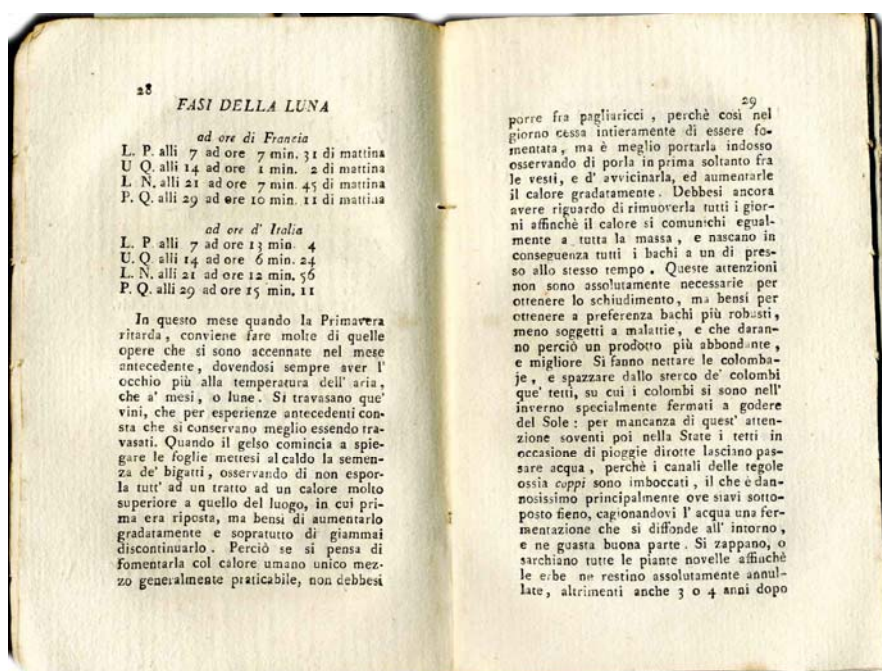 28
FASI DELLA LUNA
ad ore di Francia
L. P. alli 7 ad ore 7 min. 31 di mattina
U Q. alli 14 ad ore 1 min. 2 di mattina
L N. alli 21 ad ore 7 min. 45 di mattina
P. Q. alli 29 ad ore 10 min. 11 di mattina
ad ore d' Italia
L. P. alli 7 ad ore 13 min. 4
U. Q. alli 14 ad ore 6 min. 24
L. N. alli 21 ad ore 12 min. 56
P. Q. alli 29 ad ore 15 min. 11
In questo mese quando la Primavera
ritarda, conviene fare molte di quelle
opere che si sono accennate nel mese
antecedente, dovendosi sempre aver l'
occhio più alla temperatura dell' aria,
che a' mesi, o lune. Si travasano que'
vini, che per esperienze antecedenti con-
sta che si conservano meglio essendo tra-
vasati. Quando il gelso comincia a spie-
gare le foglie mettesi al caldo la semen-
za de' bigatti, osservando di non espor-
la tutt' ad un tratto ad un calore molto
superiore a quello del luogo, in cui pri-
ma era riposta, ma bensì di aumentarlo
gradatamente e sopratutto di giammai
discontinuarlo. Perciò se si pensa di
fomentarla col calore umano unico mez-
zo generalmente praticabile, non debbesi
29
porre fra pagliaricci, perchè così nel
giorno cessa intieramente di essere fo-
mentata, ma è meglio portarla indosso
osservando di porla in prima soltanto fra
le vesti, e d' avvicinarla, ed aumentarle
il calore gradatamente. Debbesi ancora
avere riguardo di rimuoverla tutti i gior-
ni affinchè il calore si comunichi egual-
mente a tutta la massa, e nascano in
conseguenza tutti i bachi a un di pres-
so allo stesso tempo. Queste attenzioni
non sono assolutamente necessarie per
ottenere lo schiudimento, ma bensì per
ottenere a preferenza bachi più robusti,
meno soggetti a malattie, e che daran-
no perciò un prodotto più abbondante,
e migliore Si fanno nettare le colomba-
je, e spazzare dallo sterco de' colombi
que' tetti, su cui i colombi si sono nell'
inverno specialmente fermati a godere
del Sole: per mancanza di quest' atten-
zione soventi poi nella State i tetti in
occasione di pioggie dirotte lasciano pas-
sare acqua, perchè i canali delle tegole
ossia coppi sono imboccati, il che è dan-
nosissimo principalmente ove siavi sotto-
posto fieno, cagionandovi l' acqua una fer-
mentazione che si diffonde all' intorno,
e ne guasta buona parte. Si zappano, o
sarchiano tutte le piante novelle affinchè
le erbe ne restino assolutamente annul-
late, altrimenti anche 3 o 4 anni dopo